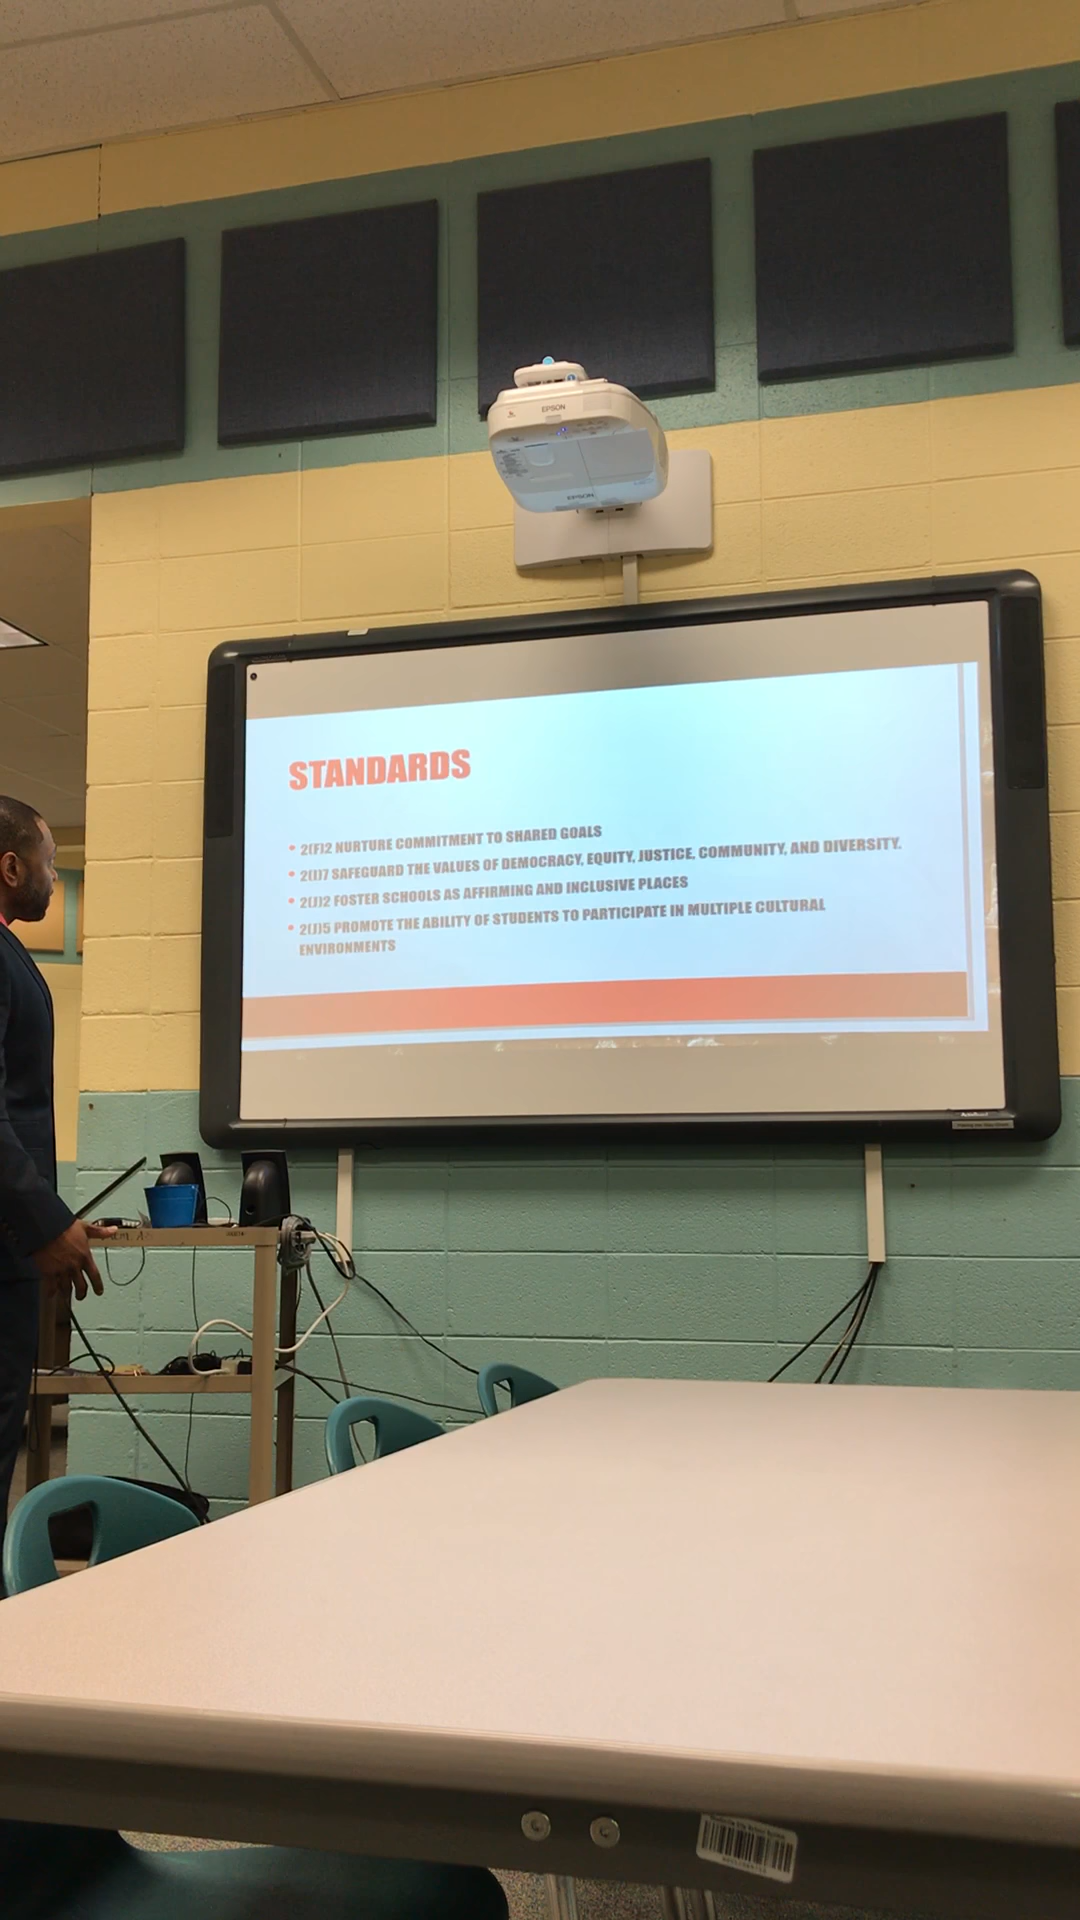 EPSON
EPSON
STANDARDS
• 2(F)2 NURTURE COMMITMENT TO SHARED GOALS
• 2(I)7 SAFEGUARD THE VALUES OF DEMOCRACY, EQUITY, JUSTICE, COMMUNITY, AND DIVERSITY.
• 2(J)2 FOSTER SCHOOLS AS AFFIRMING AND INCLUSIVE PLACES
• 2(J)5 PROMOTE THE ABILITY OF STUDENTS TO PARTICIPATE IN MULTIPLE CULTURAL
ENVIRONMENTS